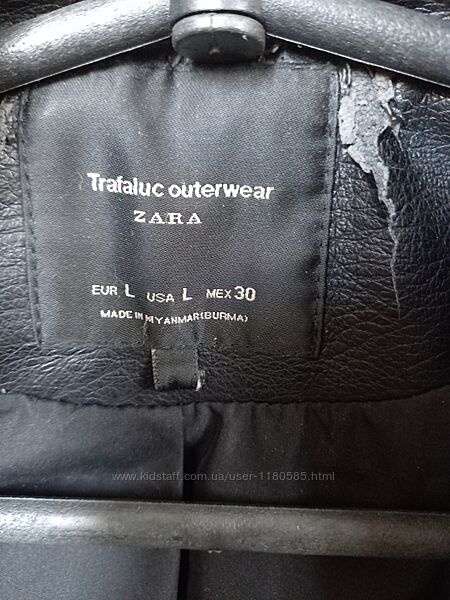 Trafaluc outerwear
ZARA
EUR L USA L MEX 30
MADE IN MYANMAR(BURMA)
www.kidstaff.com.ua/user-1180585.html